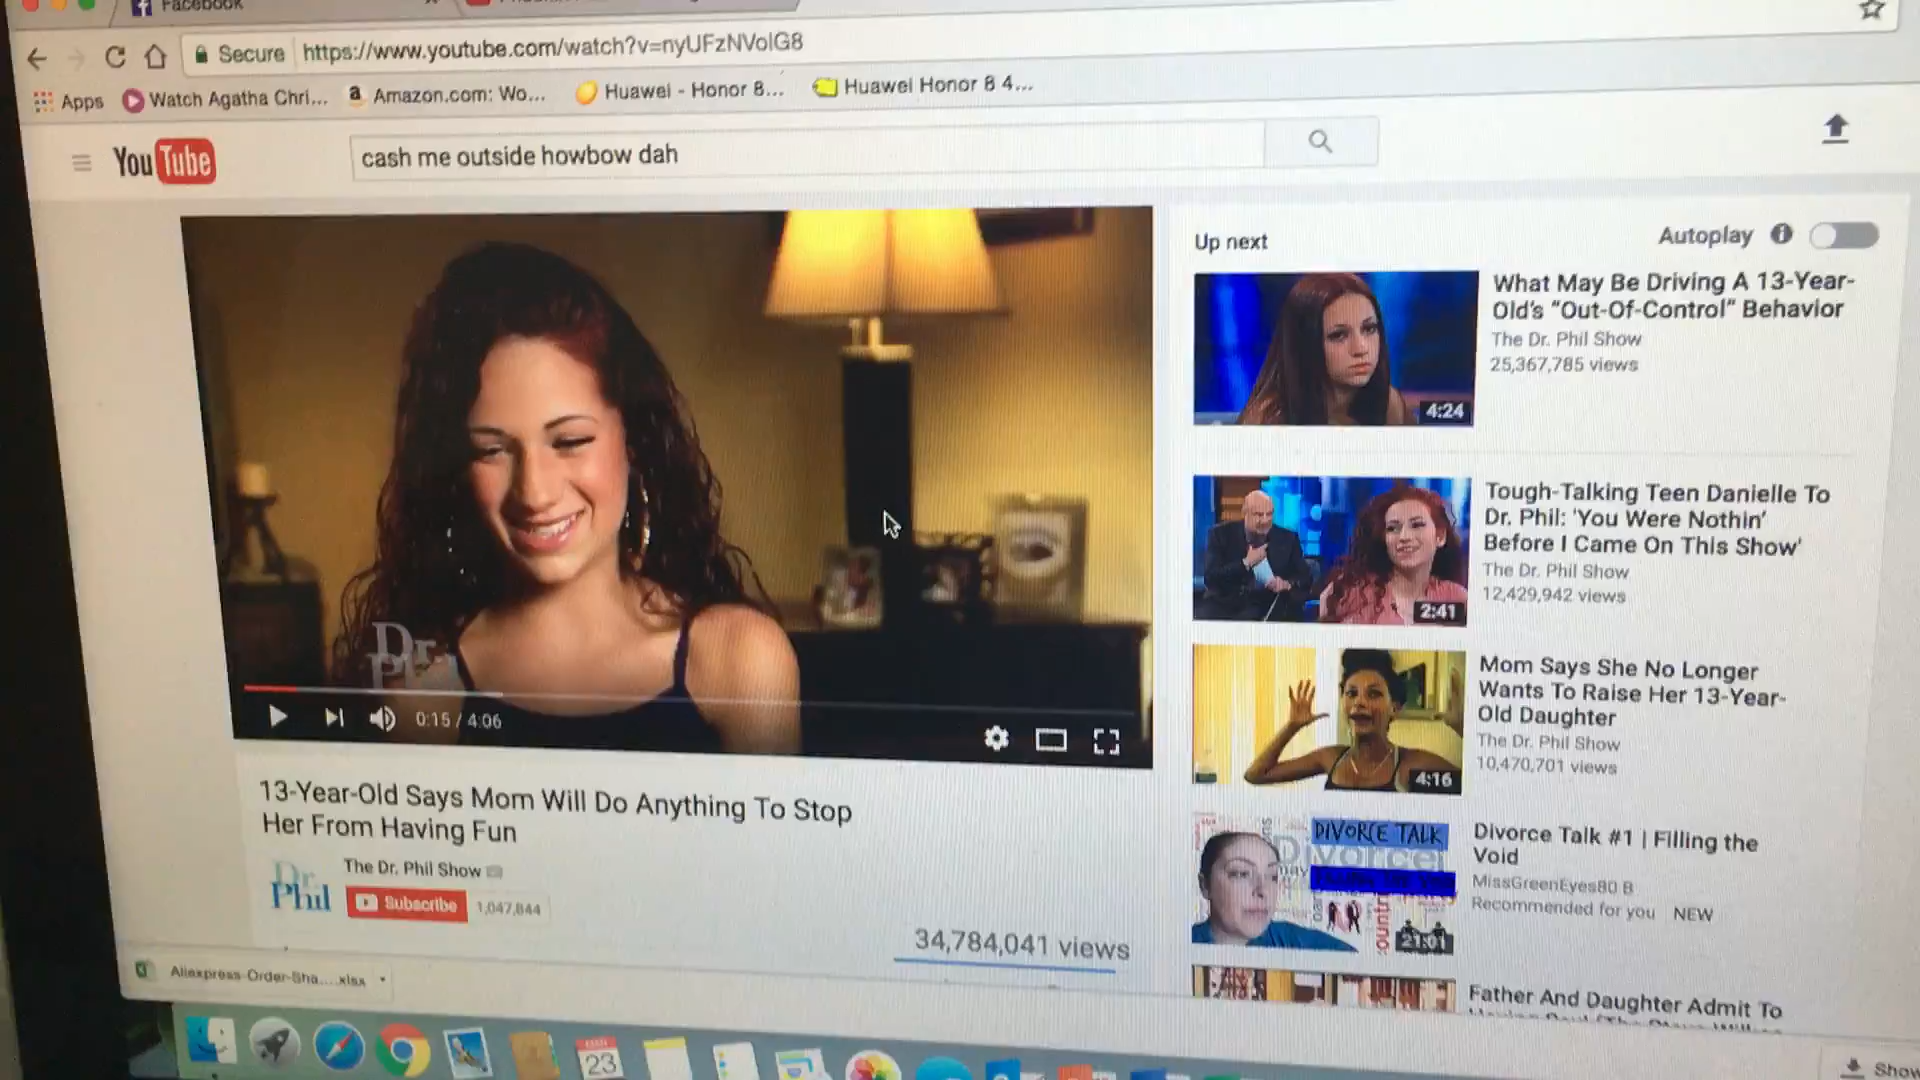 Facebook
Secure https://www.youtube.com/watch?v=nyUFzNVolG8
Apps Watch Agatha Chri... Amazon.com: Wo... Huawei - Honor 8... Huawei Honor 8 4...
YouTube
cash me outside howbow dah
Up next
Autoplay
What May Be Driving A 13-Year-
Old's "Out-Of-Control" Behavior
The Dr. Phil Show
25,367,785 views
4:24
Tough-Talking Teen Danielle To
Dr. Phil: 'You Were Nothin'
Before I Came On This Show'
The Dr. Phil Show
12,429,942 views
2:41
Mom Says She No Longer
Wants To Raise Her 13-Year-
Old Daughter
The Dr. Phil Show
10,470,701 views
4:16
DIVORCE TALK
Divorce
Divorce Talk #1 | Filling the
Void
MissGreenEyes80 B
Recommended for you NEW
21:01
Father And Daughter Admit To
Dr.
Phil
0:15 / 4:06
13-Year-Old Says Mom Will Do Anything To Stop
Her From Having Fun
Dr.
Phil
The Dr. Phil Show
Subscribe 1,047,844
34,784,041 views
Aliexpress-Order-Sha....xlsx
23
Show